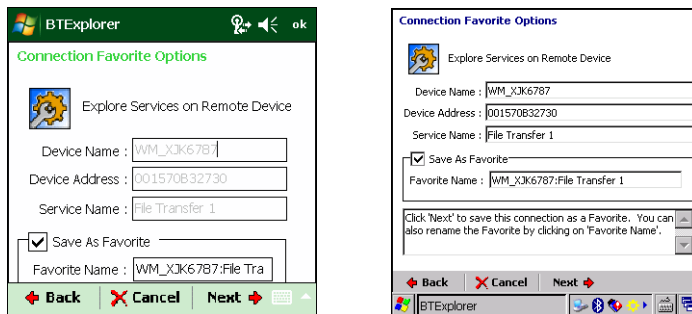 BTExplorer
ok
Connection Favorite Options
Explore Services on Remote Device
Device Name : WM_XJK6787
Device Address : 001570B32730
Service Name : File Transfer 1
Save As Favorite
Favorite Name : WM_XJK6787:File Tra
Back Cancel Next
Connection Favorite Options
Explore Services on Remote Device
Device Name : WM_XJK6787
Device Address : 001570B32730
Service Name : File Transfer 1
Save As Favorite
Favorite Name : WM_XJK6787:File Transfer 1
Click 'Next' to save this connection as a Favorite. You can
also rename the Favorite by clicking on 'Favorite Name'.
Back Cancel Next
BTExplorer